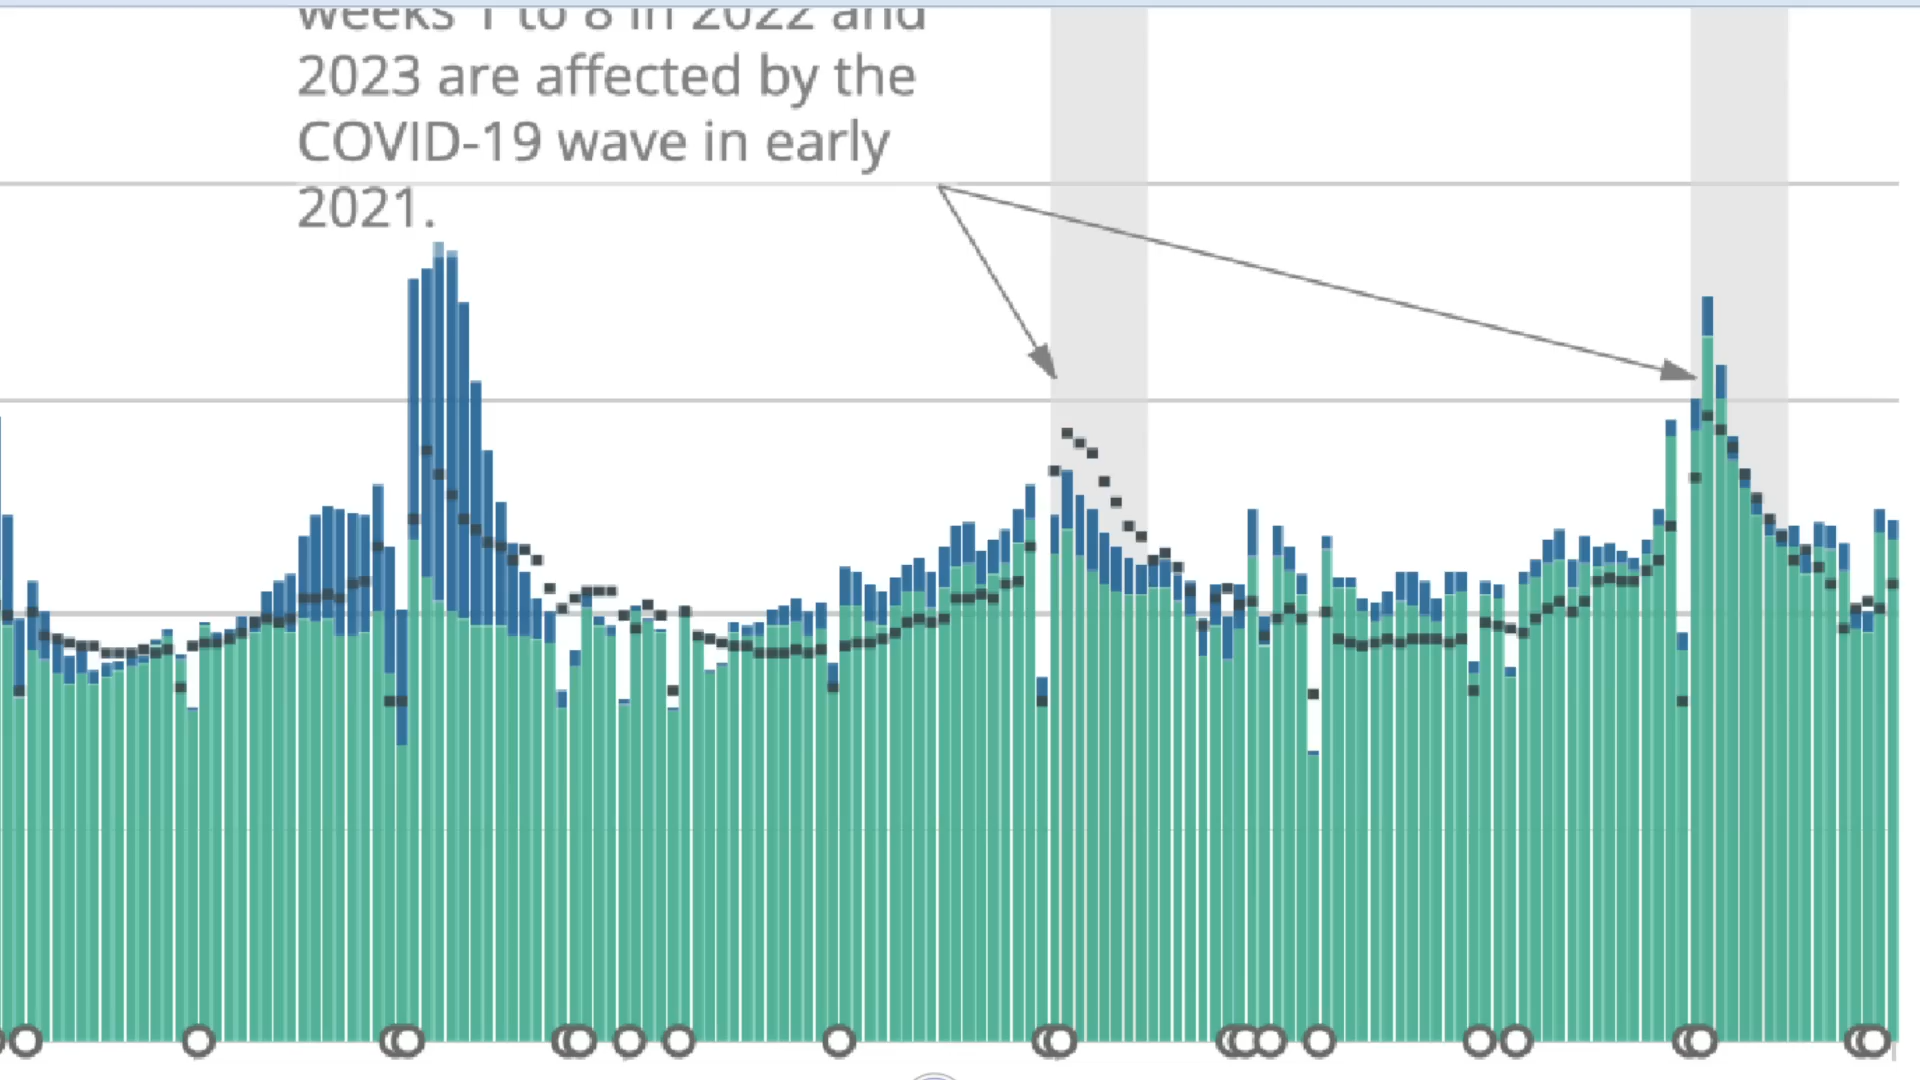 weeks 1 to 8 in 2022 and
2023 are affected by the
COVID-19 wave in early
2021.